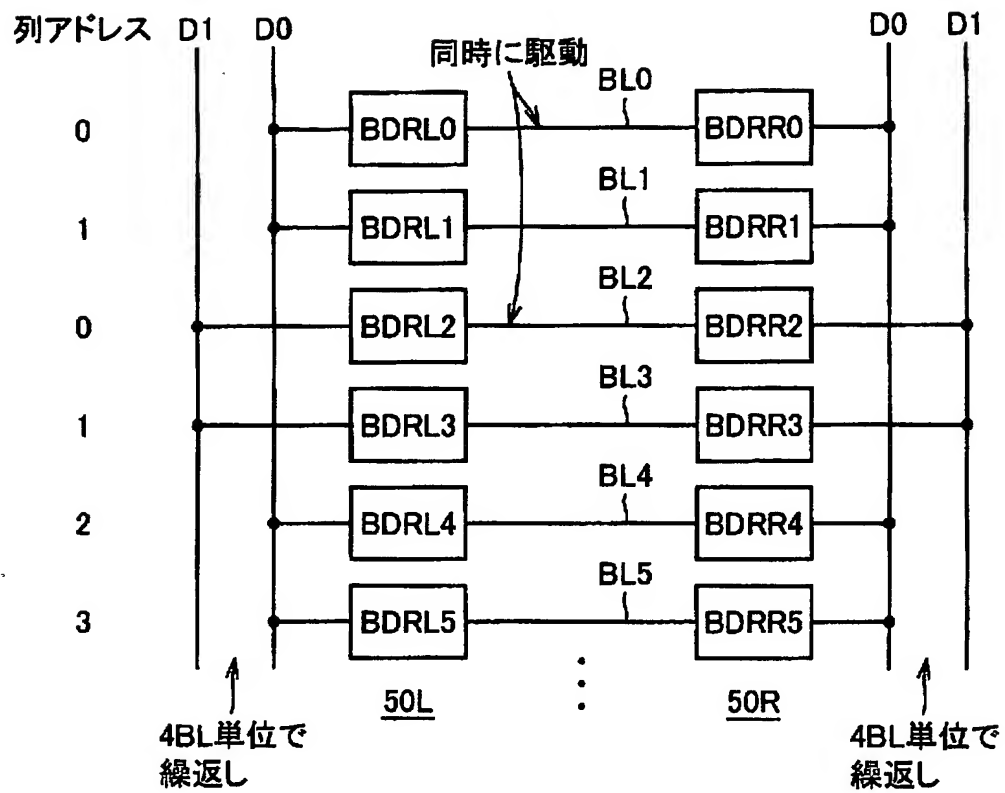 列アドレス D1 D0 D0 D1
同時に駆動
BL0
0 BDRL0 BDRR0
BL1
1 BDRL1 BDRR1
BL2
0 BDRL2 BDRR2
BL3
1 BDRL3 BDRR3
BL4
2 BDRL4 BDRR4
BL5
3 BDRL5 BDRR5
50L 50R
4BL単位で
繰返し
4BL単位で
繰返し